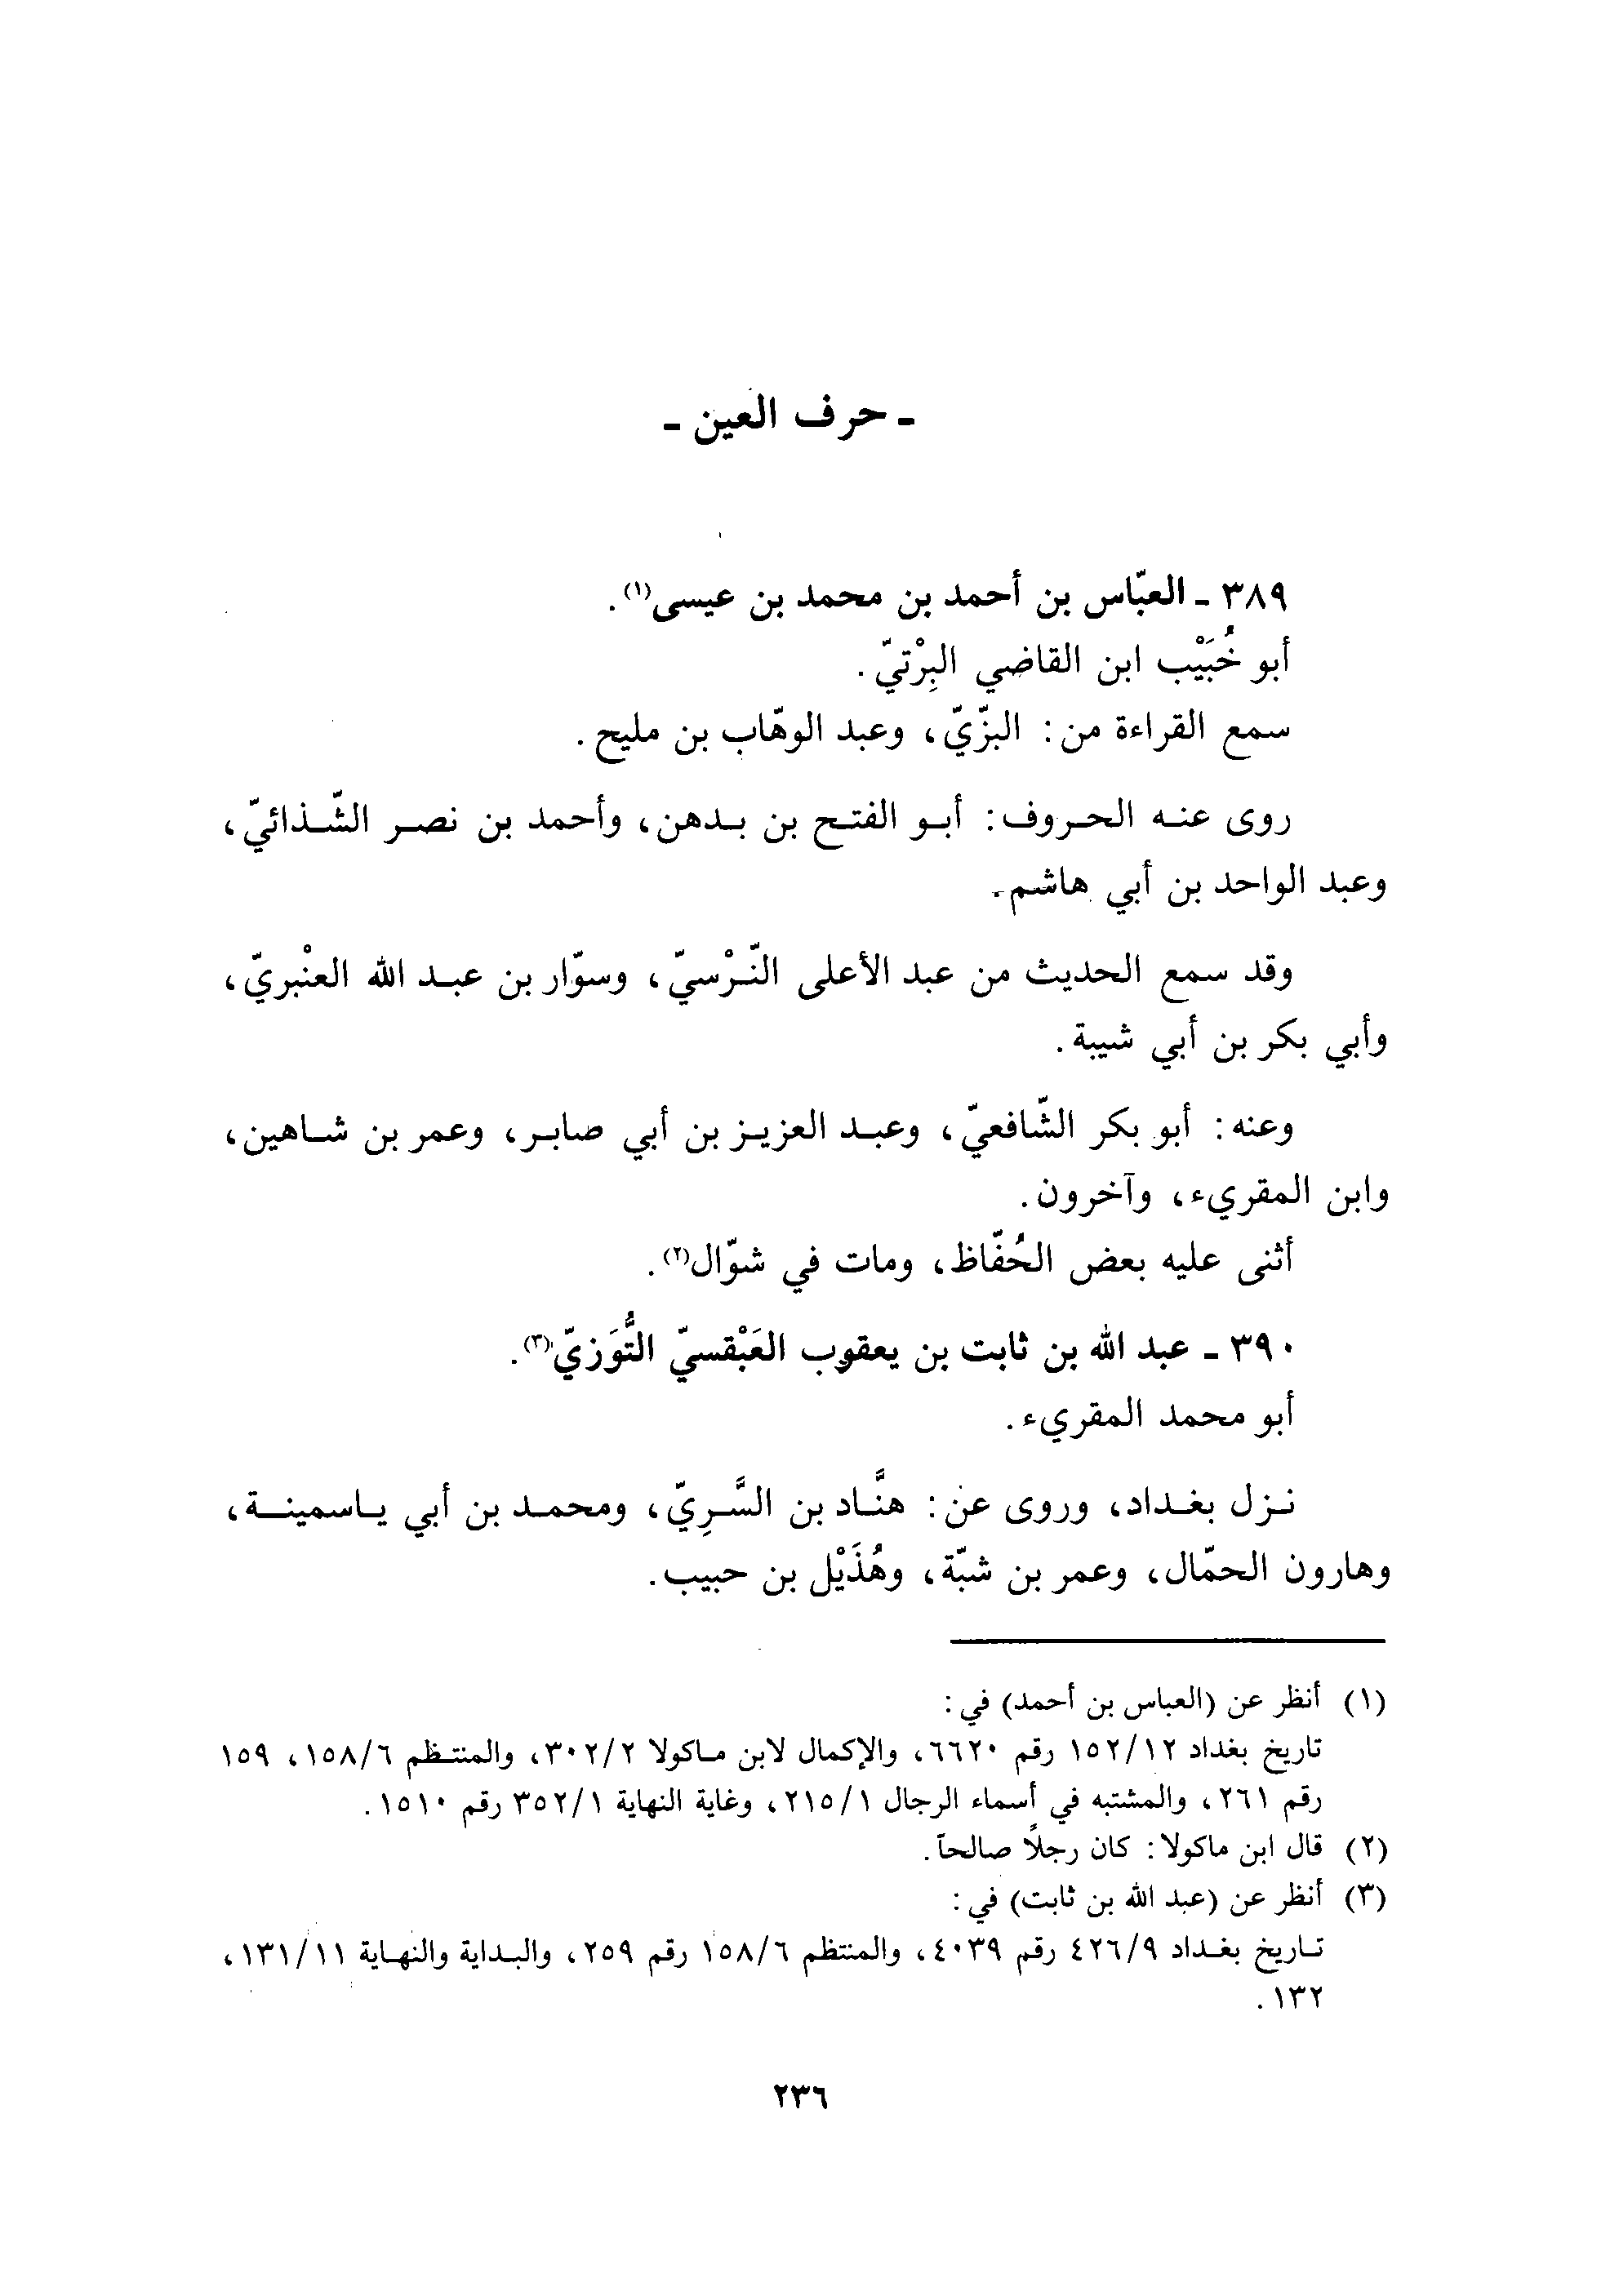 - حرف العين -
٣٨٩ - العبّاس بن أحمد بن محمد بن عيسى(١).
أبو خُبَيْب ابن القاضي البِرْتيّ.
سمع القراءة من: البزّيّ، وعبد الوهّاب بن مليح.
روى عنه الحروف: أبو الفتح بن بدهن، وأحمد بن نصر الشّذائيّ،
وعبد الواحد بن أبي هاشم.
وقد سمع الحديث من عبد الأعلى النّرْسيّ، وسوّار بن عبد الله العنْبريّ،
وأبي بكر بن أبي شيبة.
وعنه: أبو بكر الشّافعيّ، وعبد العزيز بن أبي صابر، وعمر بن شاهين،
وابن المقريء، وآخرون.
أثنى عليه بعض الحُفّاظ، ومات في شوّال(٢).
٣٩٠ - عبد الله بن ثابت بن يعقوب العَبْقسيّ التُّوَزيّ(٣).
أبو محمد المقريء.
نزل بغداد، وروى عن: هنَّاد بن السَّرِيّ، ومحمد بن أبي ياسمينة،
وهارون الحمّال، وعمر بن شبّة، وهُذَيْل بن حبيب.
(١) أنظر عن (العباس بن أحمد) في:
تاريخ بغداد ١٥٢/١٢ رقم ٦٦٢٠، والإكمال لابن ماكولا ٣٠٢/٢، والمنتظم ١٥٨/٦، ١٥٩
رقم ٢٦١، والمشتبه في أسماء الرجال ٢١٥/١، وغاية النهاية ٣٥٢/١ رقم ١٥١٠.
(٢) قال ابن ماكولا: كان رجلًا صالحاً.
(٣) أنظر عن (عبد الله بن ثابت) في:
تاريخ بغداد ٤٢٦/٩ رقم ٤٠٣٩، والمنتظم ١٥٨/٦ رقم ٢٥٩، والبداية والنهاية ١٣١/١١،
١٣٢.
٢٣٦